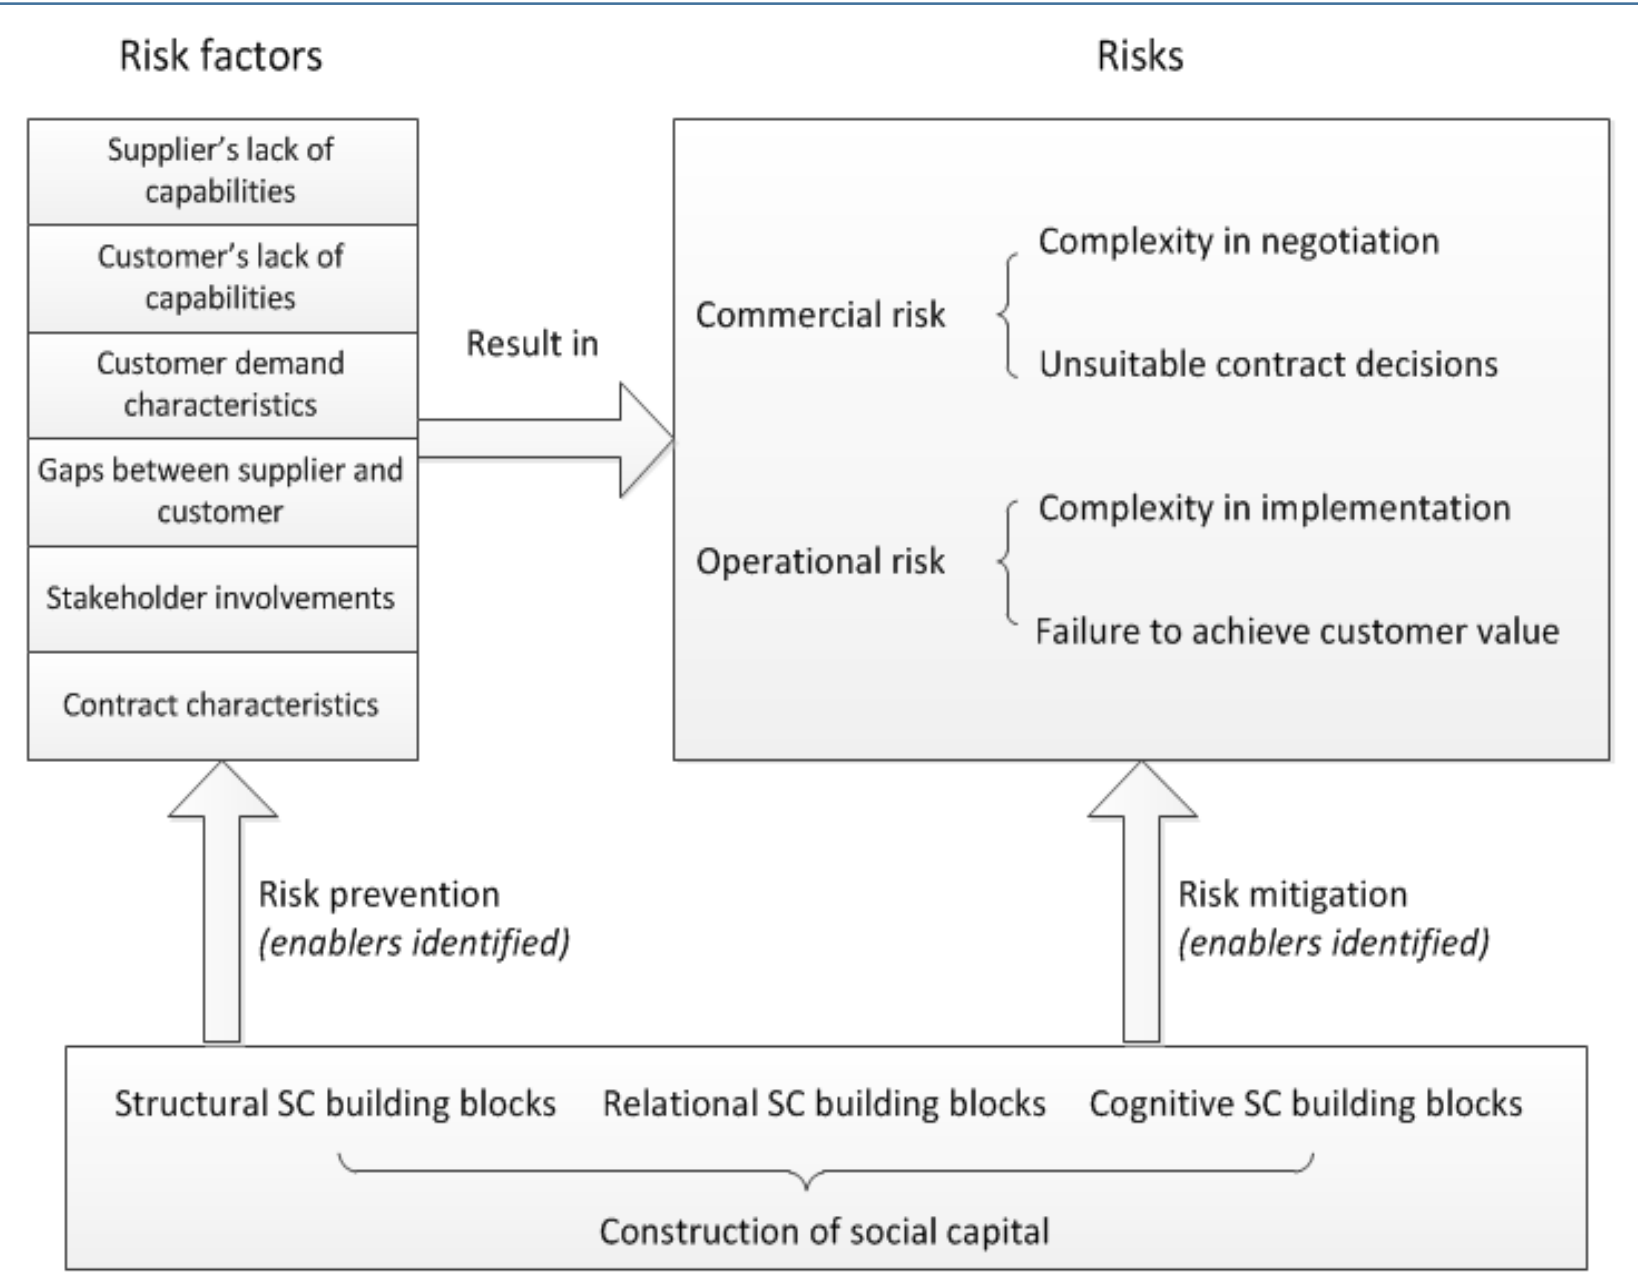 Risk factors
Supplier’s lack of
capabilities
Customer’s lack of
capabilities
Customer demand
characteristics
Gaps between supplier and
customer
Stakeholder involvements
Contract characteristics
Result in
Risks
Commercial risk
Complexity in negotiation
Unsuitable contract decisions
Operational risk
Complexity in implementation
Failure to achieve customer value
Risk prevention
(enablers identified)
Risk mitigation
(enablers identified)
Structural SC building blocks
Relational SC building blocks
Cognitive SC building blocks
Construction of social capital